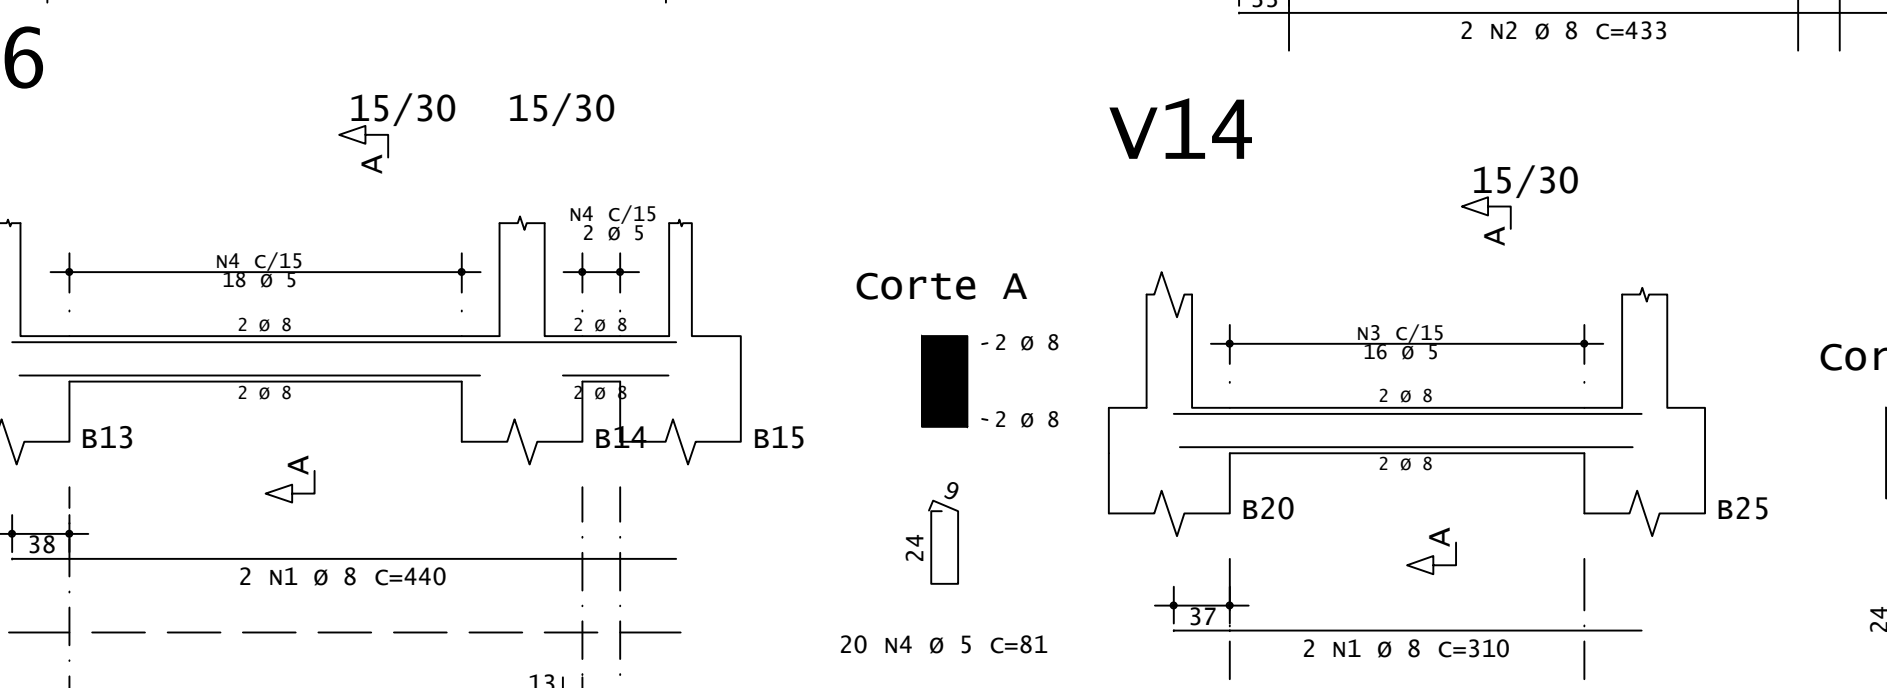 2 N2 Ø 8 C=433
6
15/30 15/30
A
N4 C/15
2 Ø 5
N4 C/15
18 Ø 5
2 Ø 8
2 Ø 8
2 Ø 8
2 Ø 8
B13
B14
B15
A
38
2 N1 Ø 8 C=440
13
Corte A
-2 Ø 8
-2 Ø 8
9
24
20 N4 Ø 5 C=81
V14
15/30
A
N3 C/15
16 Ø 5
2 Ø 8
2 Ø 8
B20
B25
A
37
2 N1 Ø 8 C=310
24